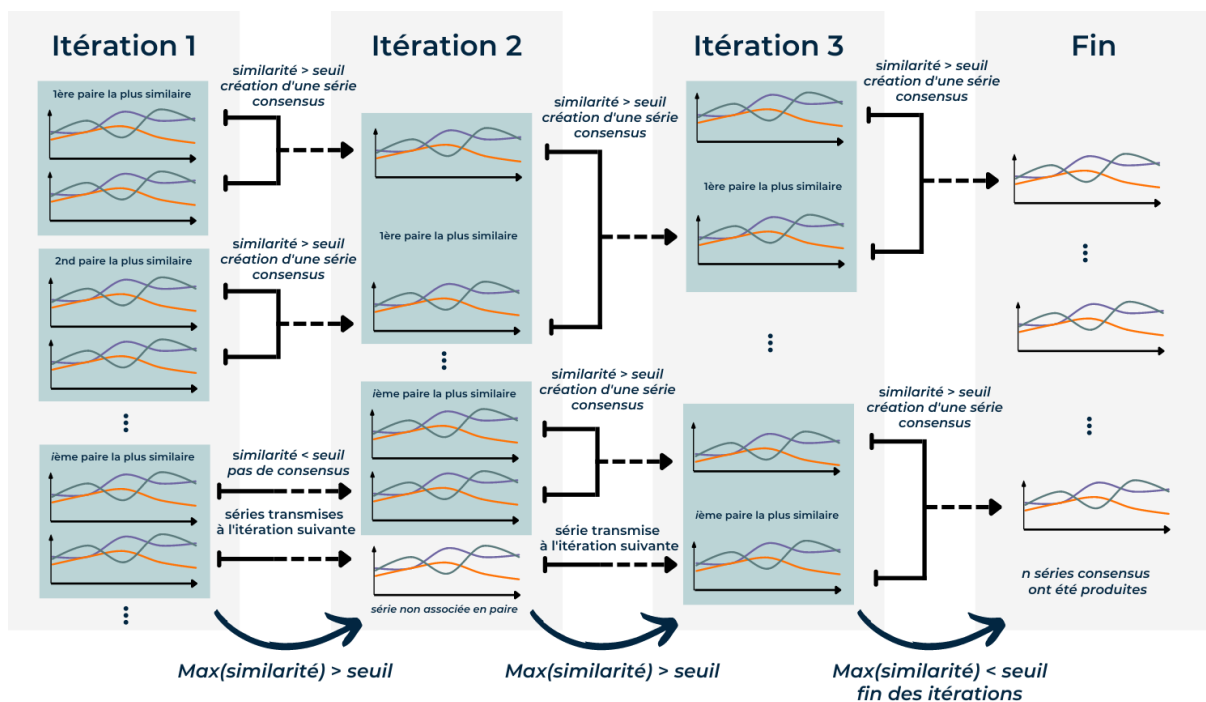 Itération 1
1ère paire la plus similaire
2nd paire la plus similaire
ième paire la plus similaire
similarité > seuil
création d'une série
consensus
similarité > seuil
création d'une série
consensus
similarité < seuil
pas de consensus
séries transmises
à l'itération suivante
Max(similarité) > seuil
Itération 2
1ère paire la plus similaire
ième paire la plus similaire
série non associée en paire
similarité > seuil
création d'une série
consensus
similarité > seuil
création d'une série
consensus
série transmise
à l'itération suivante
Max(similarité) > seuil
Itération 3
1ère paire la plus similaire
ième paire la plus similaire
similarité > seuil
création d'une série
consensus
similarité > seuil
création d'une série
consensus
Max(similarité) < seuil
fin des itérations
Fin
n séries consensus
ont été produites